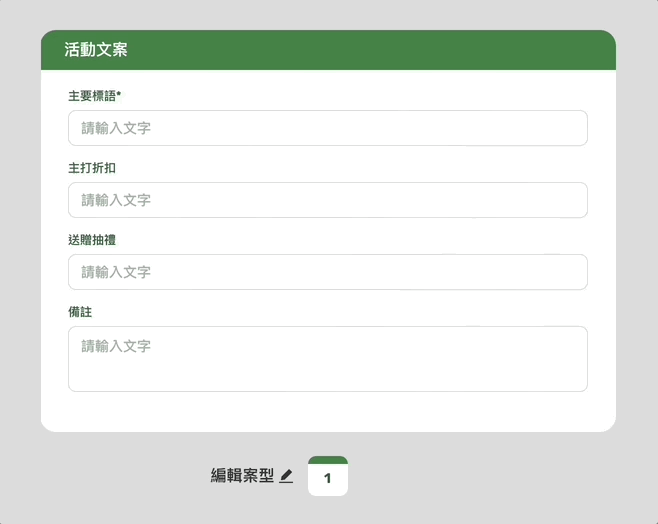 活動文案
主要標語*
請輸入文字
主打折扣
請輸入文字
送贈抽禮
請輸入文字
備註
請輸入文字
編輯案型
1